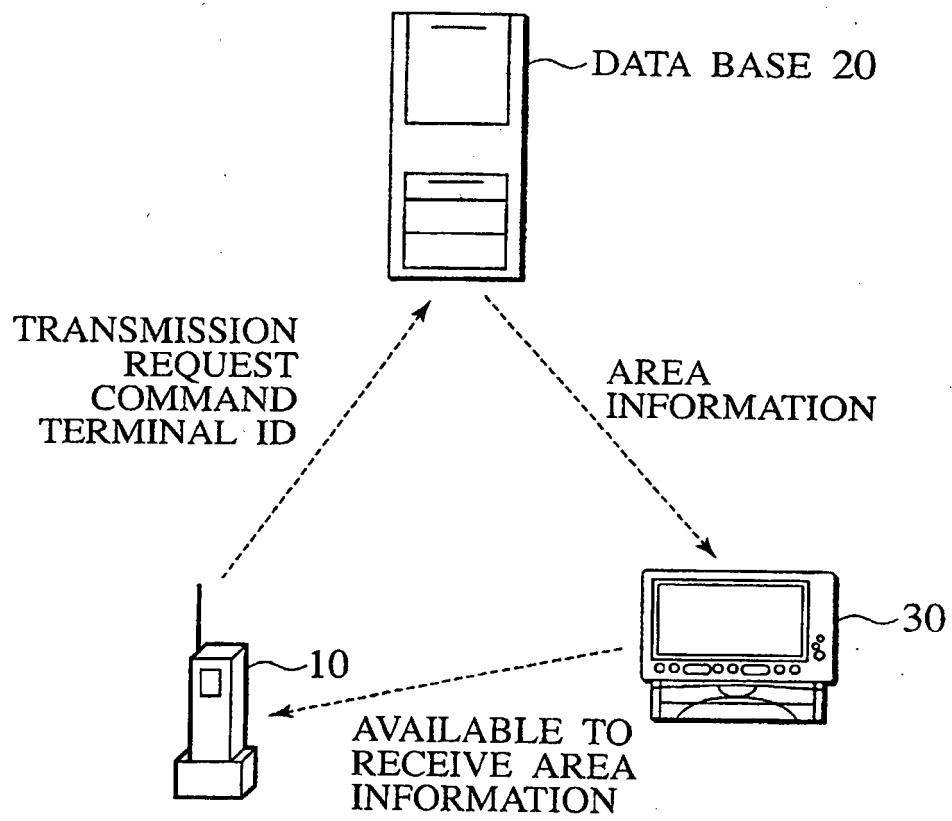 DATA BASE 20
TRANSMISSION
REQUEST
COMMAND
TERMINAL ID
AREA
INFORMATION
30
10
AVAILABLE TO
RECEIVE AREA
INFORMATION